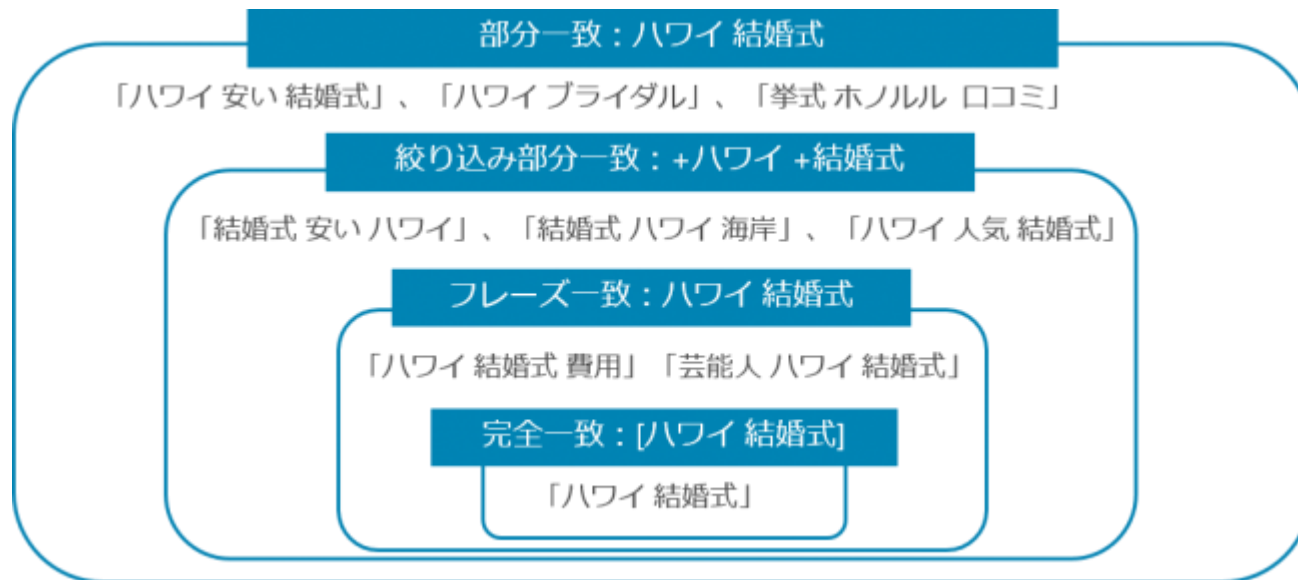 部分一致：ハワイ 結婚式
「ハワイ 安い 結婚式」、「ハワイ ブライダル」、「挙式 ホノルル 口コミ」
絞り込み部分一致：+ハワイ +結婚式
「結婚式 安い ハワイ」、「結婚式 ハワイ 海岸」、「ハワイ 人気 結婚式」
フレーズ一致：ハワイ 結婚式
「ハワイ 結婚式 費用」「芸能人 ハワイ 結婚式」
完全一致：[ハワイ 結婚式]
「ハワイ 結婚式」